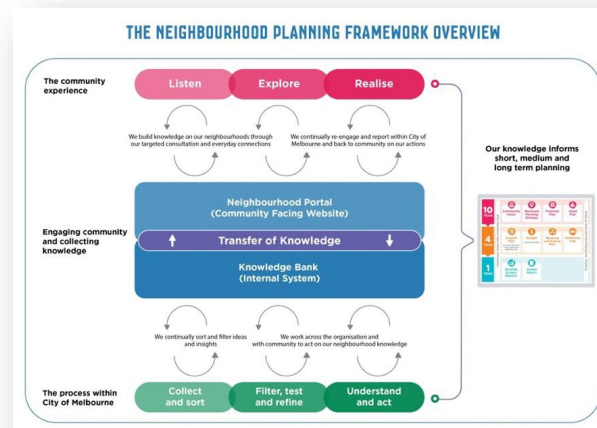 THE NEIGHBOURHOOD PLANNING FRAMEWORK OVERVIEW
The community
experience
Listen
Explore
Realise
We build knowledge on our neighbourhoods through
our targeted consultation and everyday connections
We continually re-engage and report within City of
Melbourne and back to community on our actions
Our knowledge informs
short, medium and
long term planning
Engaging community
and collecting
knowledge
Neighbourhood Portal
(Community Facing Website)
Transfer of Knowledge
Knowledge Bank
(Internal System)
10
YEAR
4
YEAR
1
YEAR
We continually sort and filter ideas
and insights
We work across the organisation and
with community to act on our neighbourhood knowledge
The process within
City of Melbourne
Collect
and sort
Filter, test
and refine
Understand
and act